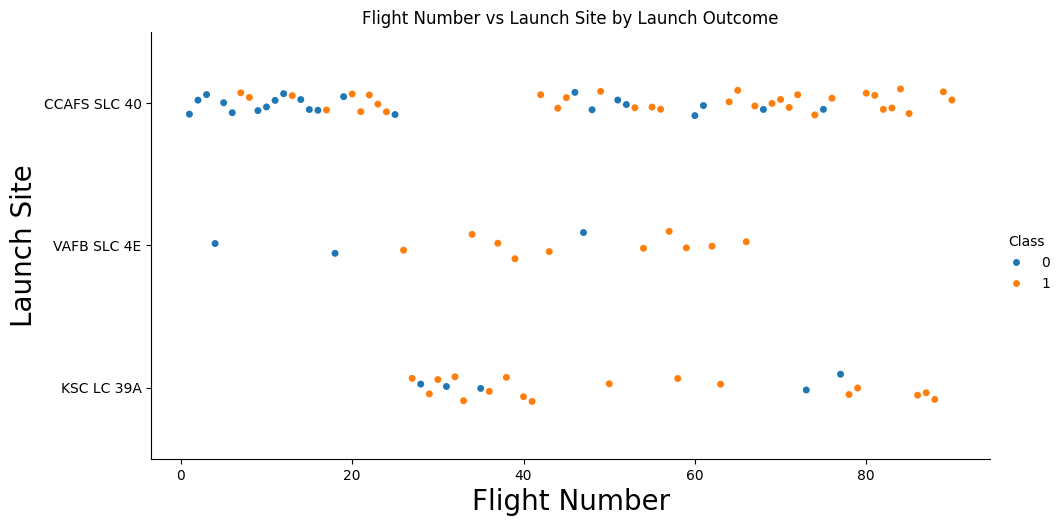 Flight Number vs Launch Site by Launch Outcome
Launch Site
CCAFS SLC 40
VAFB SLC 4E
KSC LC 39A
0
20
40
60
80
Flight Number
Class
0
1